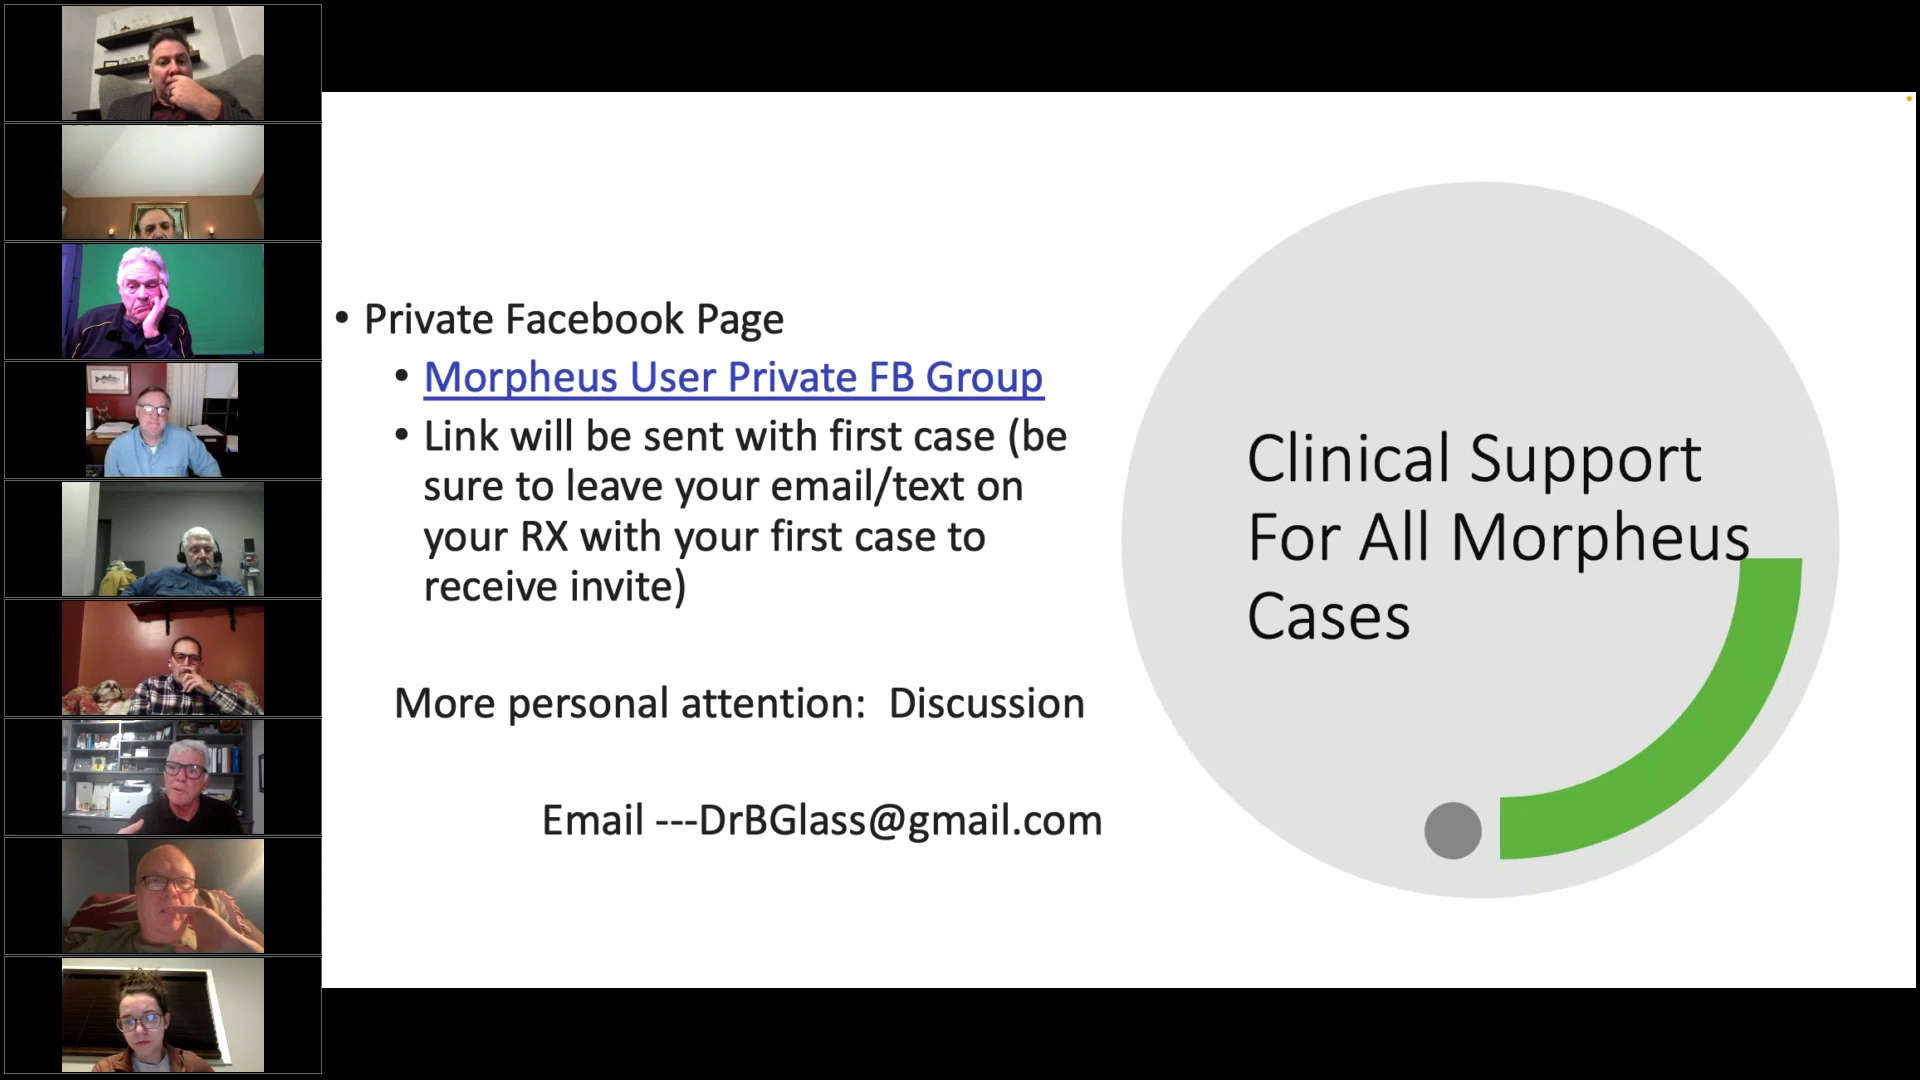 • Private Facebook Page
• Morpheus User Private FB Group
• Link will be sent with first case (be
sure to leave your email/text on
your RX with your first case to
receive invite)
More personal attention:  Discussion
Email ---DrBGlass@gmail.com
Clinical Support
For All Morpheus
Cases